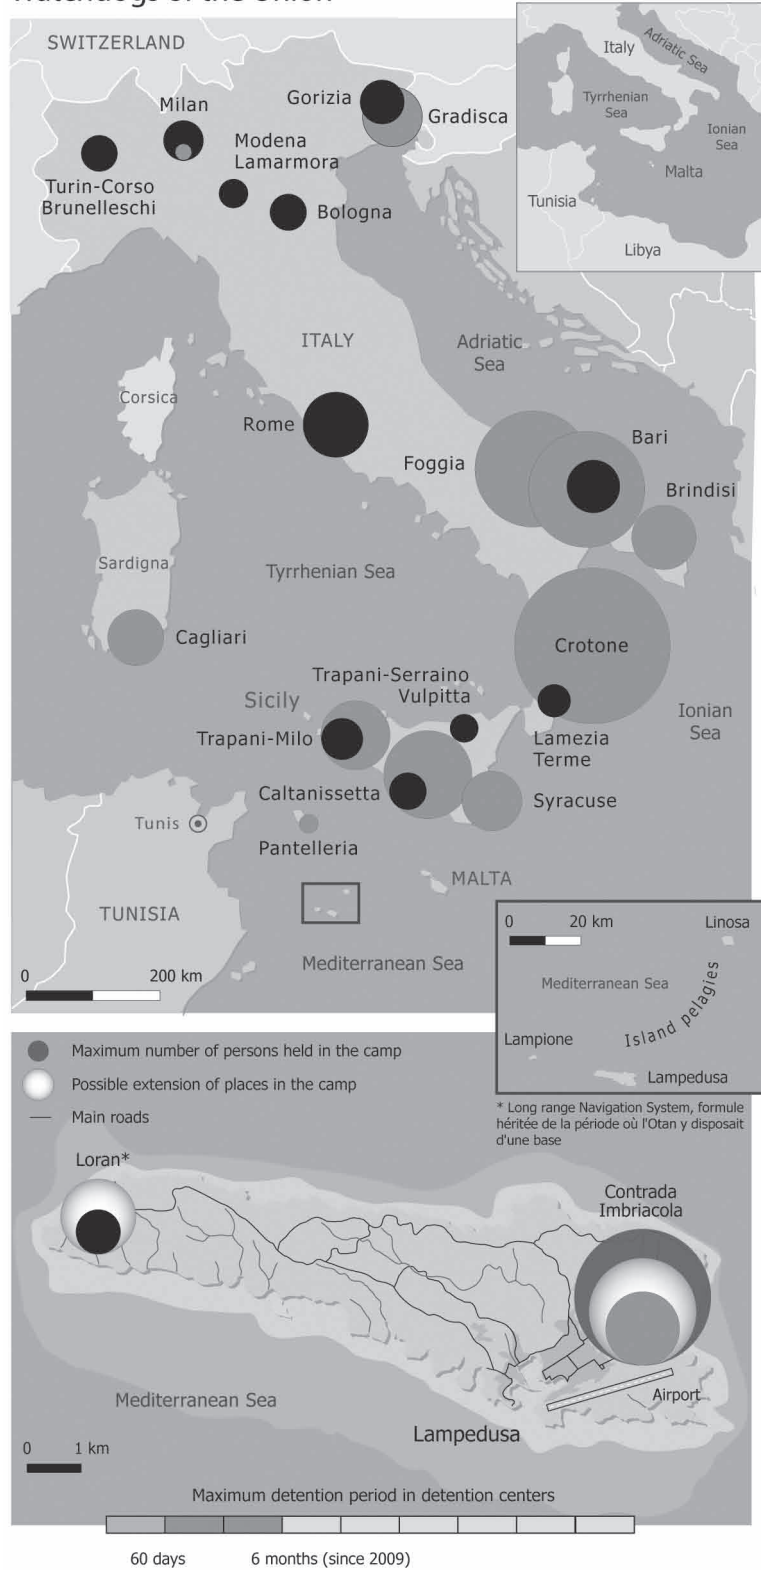 SWITZERLAND
Milan
Gorizia
Gradisca
Modena
Lamarmora
Turin-Corso
Brunelleschi
Bologna
Italy
Adriatic Sea
Tyrrhenian
Sea
Ionian
Sea
Malta
Tunisia
Libya
ITALY
Adriatic
Sea
Corsica
Rome
Foggia
Bari
Brindisi
Sardigna
Tyrrhenian Sea
Cagliari
Crotone
Trapani-Serraino
Vulpitta
Sicily
Ionian
Sea
Trapani-Milo
Lamezia
Terme
Caltanissetta
Syracuse
Tunis
Pantelleria
MALTA
TUNISIA
Mediterranean Sea
0 200 km
0 20 km
Linosa
Mediterranean Sea
Island pelagies
Lampione
Lampedusa
Maximum number of persons held in the camp
Possible extension of places in the camp
Main roads
* Long range Navigation System, formule
héritée de la période où l'Otan y disposait
d'une base
Loran*
Contrada
Imbriacola
Mediterranean Sea
Airport
Lampedusa
0 1 km
Maximum detention period in detention centers
60 days 6 months (since 2009)